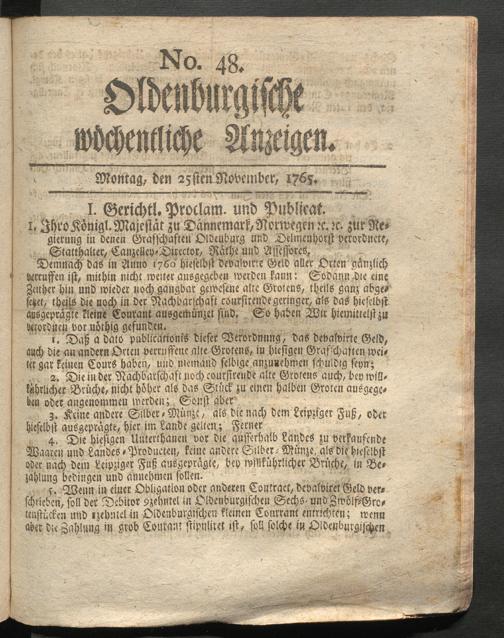 No. 48.
Oldenburgische
wöchentliche Anzeigen.
Montag, den 25sten November, 1765.
I. Gerichtl. Proclam. und Publicat.
1. Ihro Königl. Majestät zu Dännemark, Norwegen ꝛc. ꝛc. zur Re-
gierung in denen Grafschaften Oldenburg und Delmenhorst verordnete,
Statthalter, Canzelley-Director, Räthe und Assessores,
Demnach das in Anno 1761 hieselbst devalvirte Geld aller Orten gänzlich
verruffen ist, mithin nicht weiter ausgegeben werden kann: Sodann die eine
Zeither hin und wieder noch gangbar gewesene alte Grotens, theils ganz abge-
setzet, theils die noch in der Nachbarschaft coursirende geringer, als das hieselbst
ausgeprägte kleine Courant ausgemünzet sind. So haben Wir hiemittelst zu
verordnen vor nöthig gefunden.
1. Daß a dato publicationis dieser Verordnung, das devalvirte Geld,
auch die an andern Orten verruffene alte Grotens, in hiesigen Grafschaften wei-
ter gar keinen Cours haben, und niemand selbige anzunehmen schuldig seyn;
2. Die in der Nachbarschaft noch coursirende alte Grotens auch, bey will-
kührlicher Brüche, nicht höher als das Stück zu einen halben Groten ausgege-
ben oder angenommen werden; Sonst aber
3. Keine andere Silber-Münze, als die nach dem Leipziger Fuß, oder
hieselbst ausgeprägte, hier im Lande gelten; Ferner
4. Die hiesigen Unterthanen vor die ausserhalb Landes zu verkaufende
Waaren und Landes-Producten, keine andere Silber-Münze, als die hieselbst
oder nach dem Leipziger Fuß ausgeprägte, bey willkührlicher Brüche, in Be-
zahlung bedingen und annehmen sollen.
5. Wenn in einer Obligation oder anderen Contract, devalviret Geld ver-
schrieben, soll der Debitor 9zehntel in Oldenburgischen Sechs- und Zwölf-Gro-
tenstücken und 1zehntel in Oldenburgischen kleinen Courrant entrichten; wenn
aber die Zahlung in grob Courant stipuliret ist, soll solche in Oldenburgischen